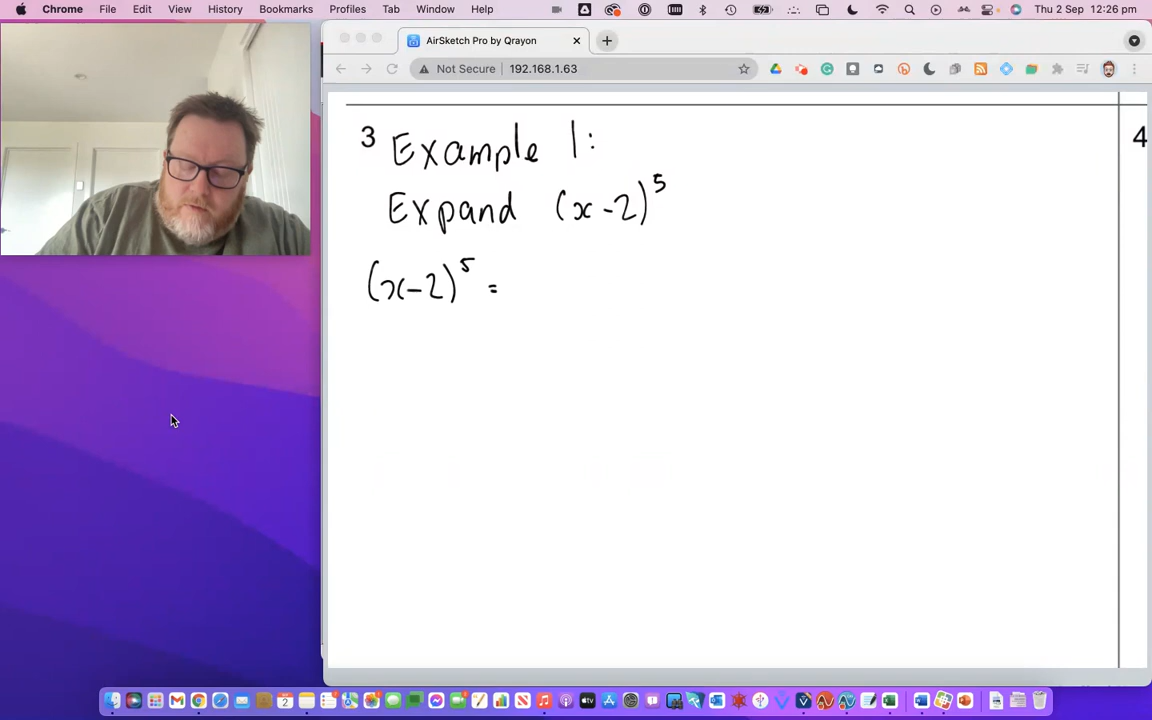 Chrome File Edit View History Bookmarks Profiles Tab Window Help Thu 2 Sep 12:26 pm
AirSketch Pro by Qrayon
Not Secure 192.168.1.63
3 Example 1: 4
Expand (x-2)⁵
(x-2)⁵ =